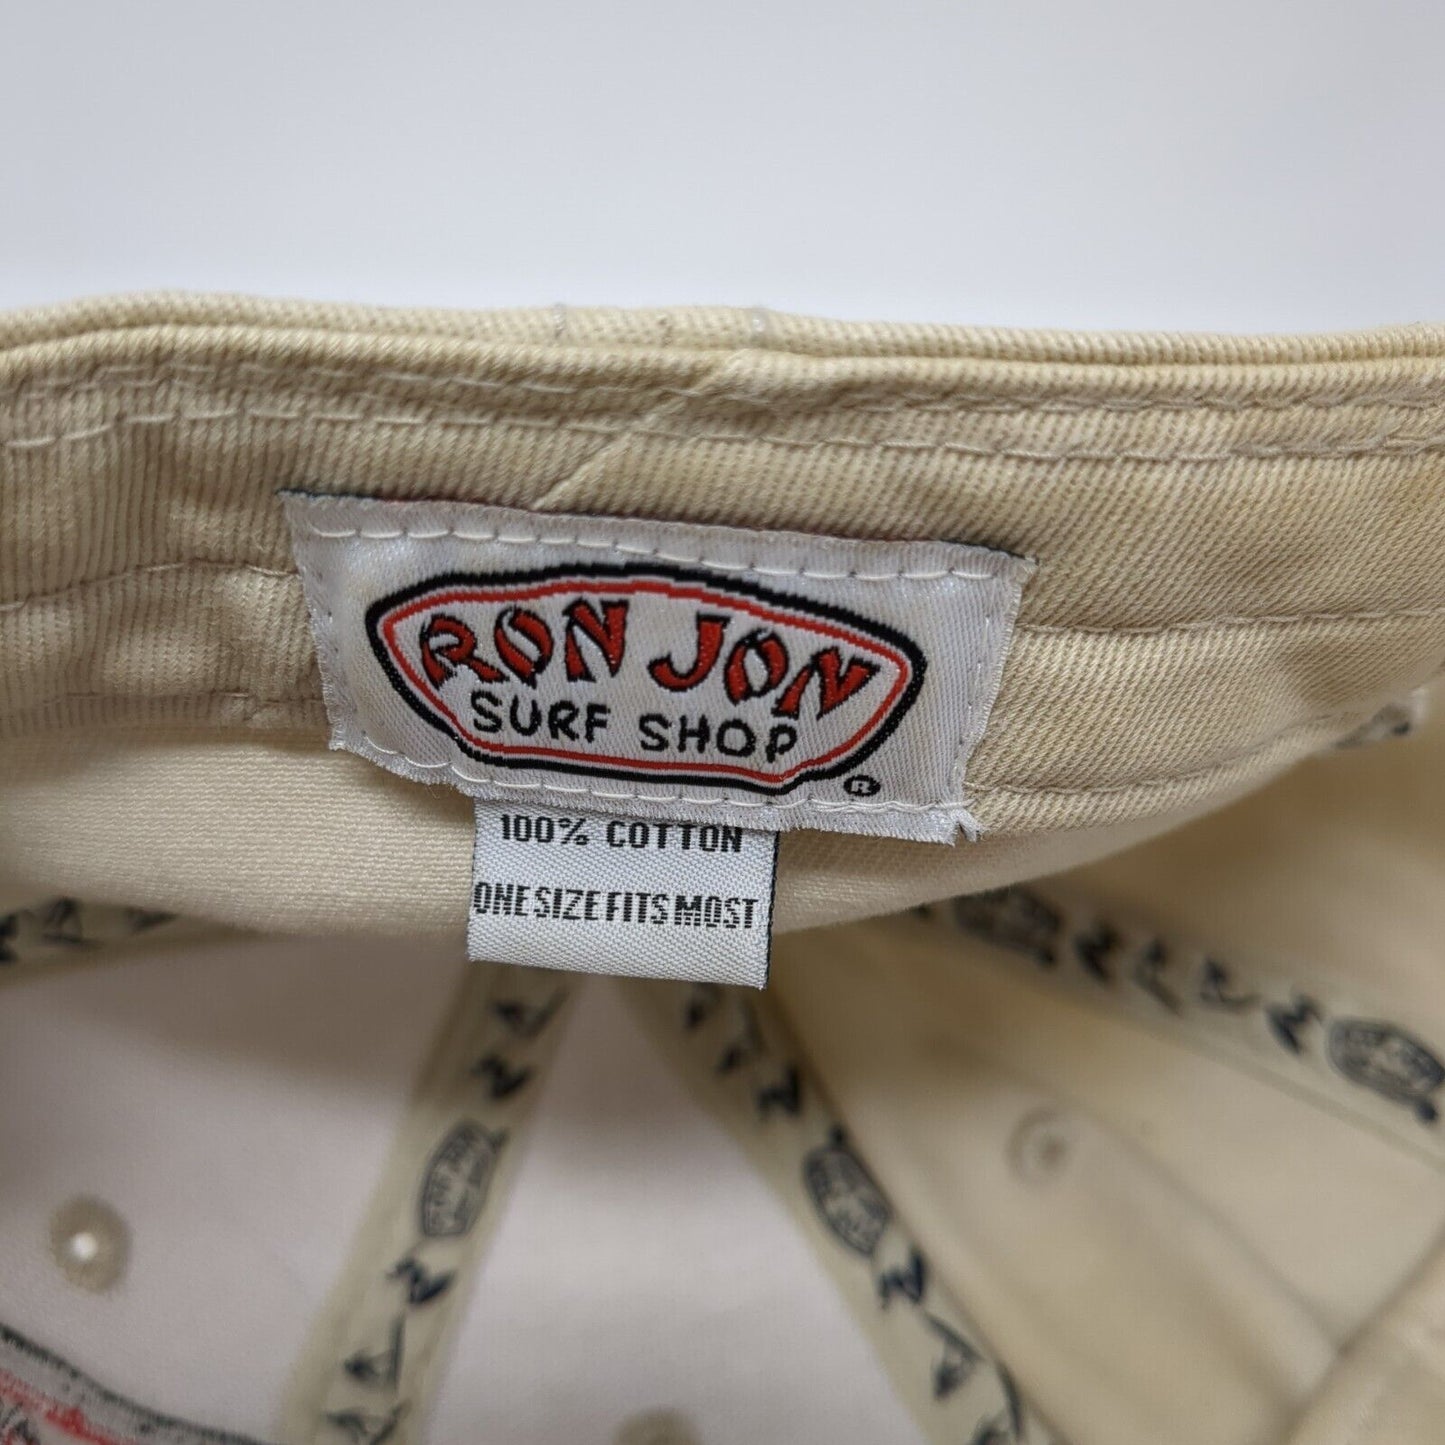 RON JON
SURF SHOP
®
100% COTTON
ONE SIZE FITS MOST